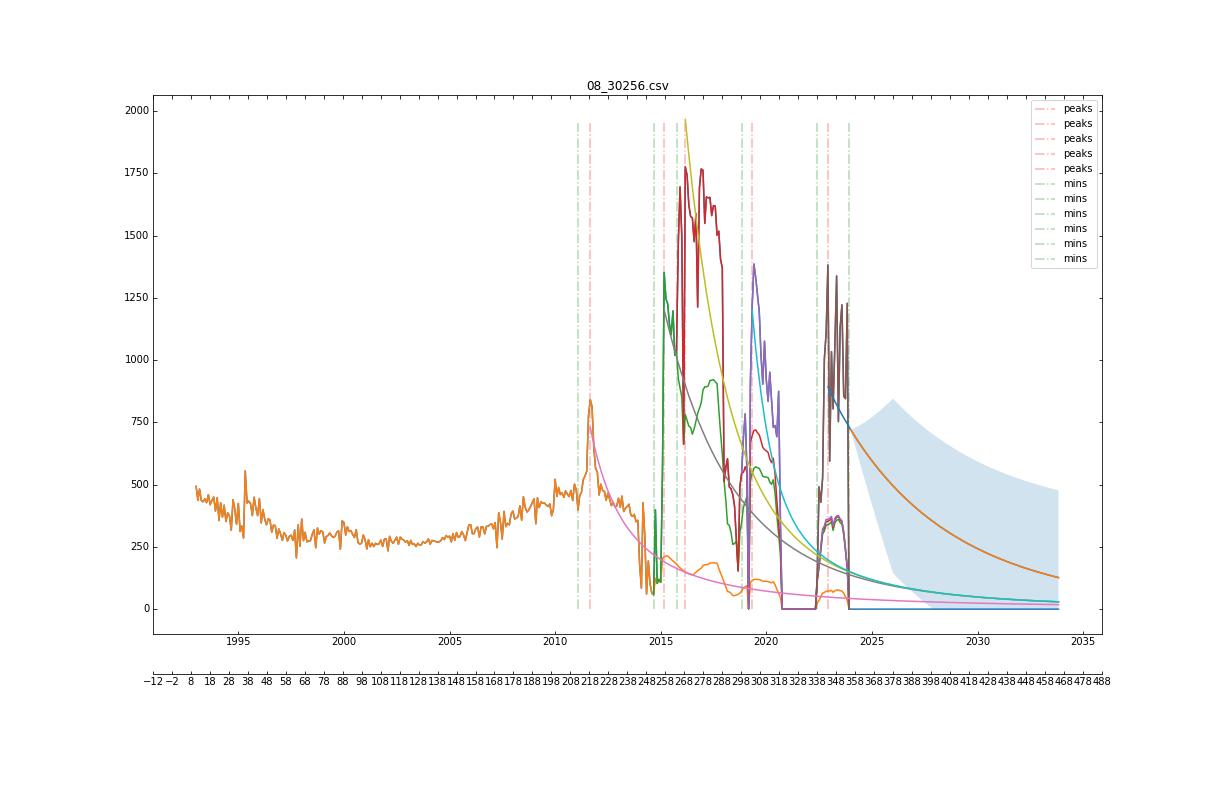 08_30256.csv
2000
1750
1500
1250
1000
750
500
250
0
peaks
peaks
peaks
peaks
peaks
mins
mins
mins
mins
mins
mins
1995 2000 2005 2010 2015 2020 2025 2030 2035
−12 −2 8 18 28 38 48 58 68 78 88 98 108 118 128 138 148 158 168 178 188 198 208 218 228 238 248 258 268 278 288 298 308 318 328 338 348 358 368 378 388 398 408 418 428 438 448 458 468 478 488